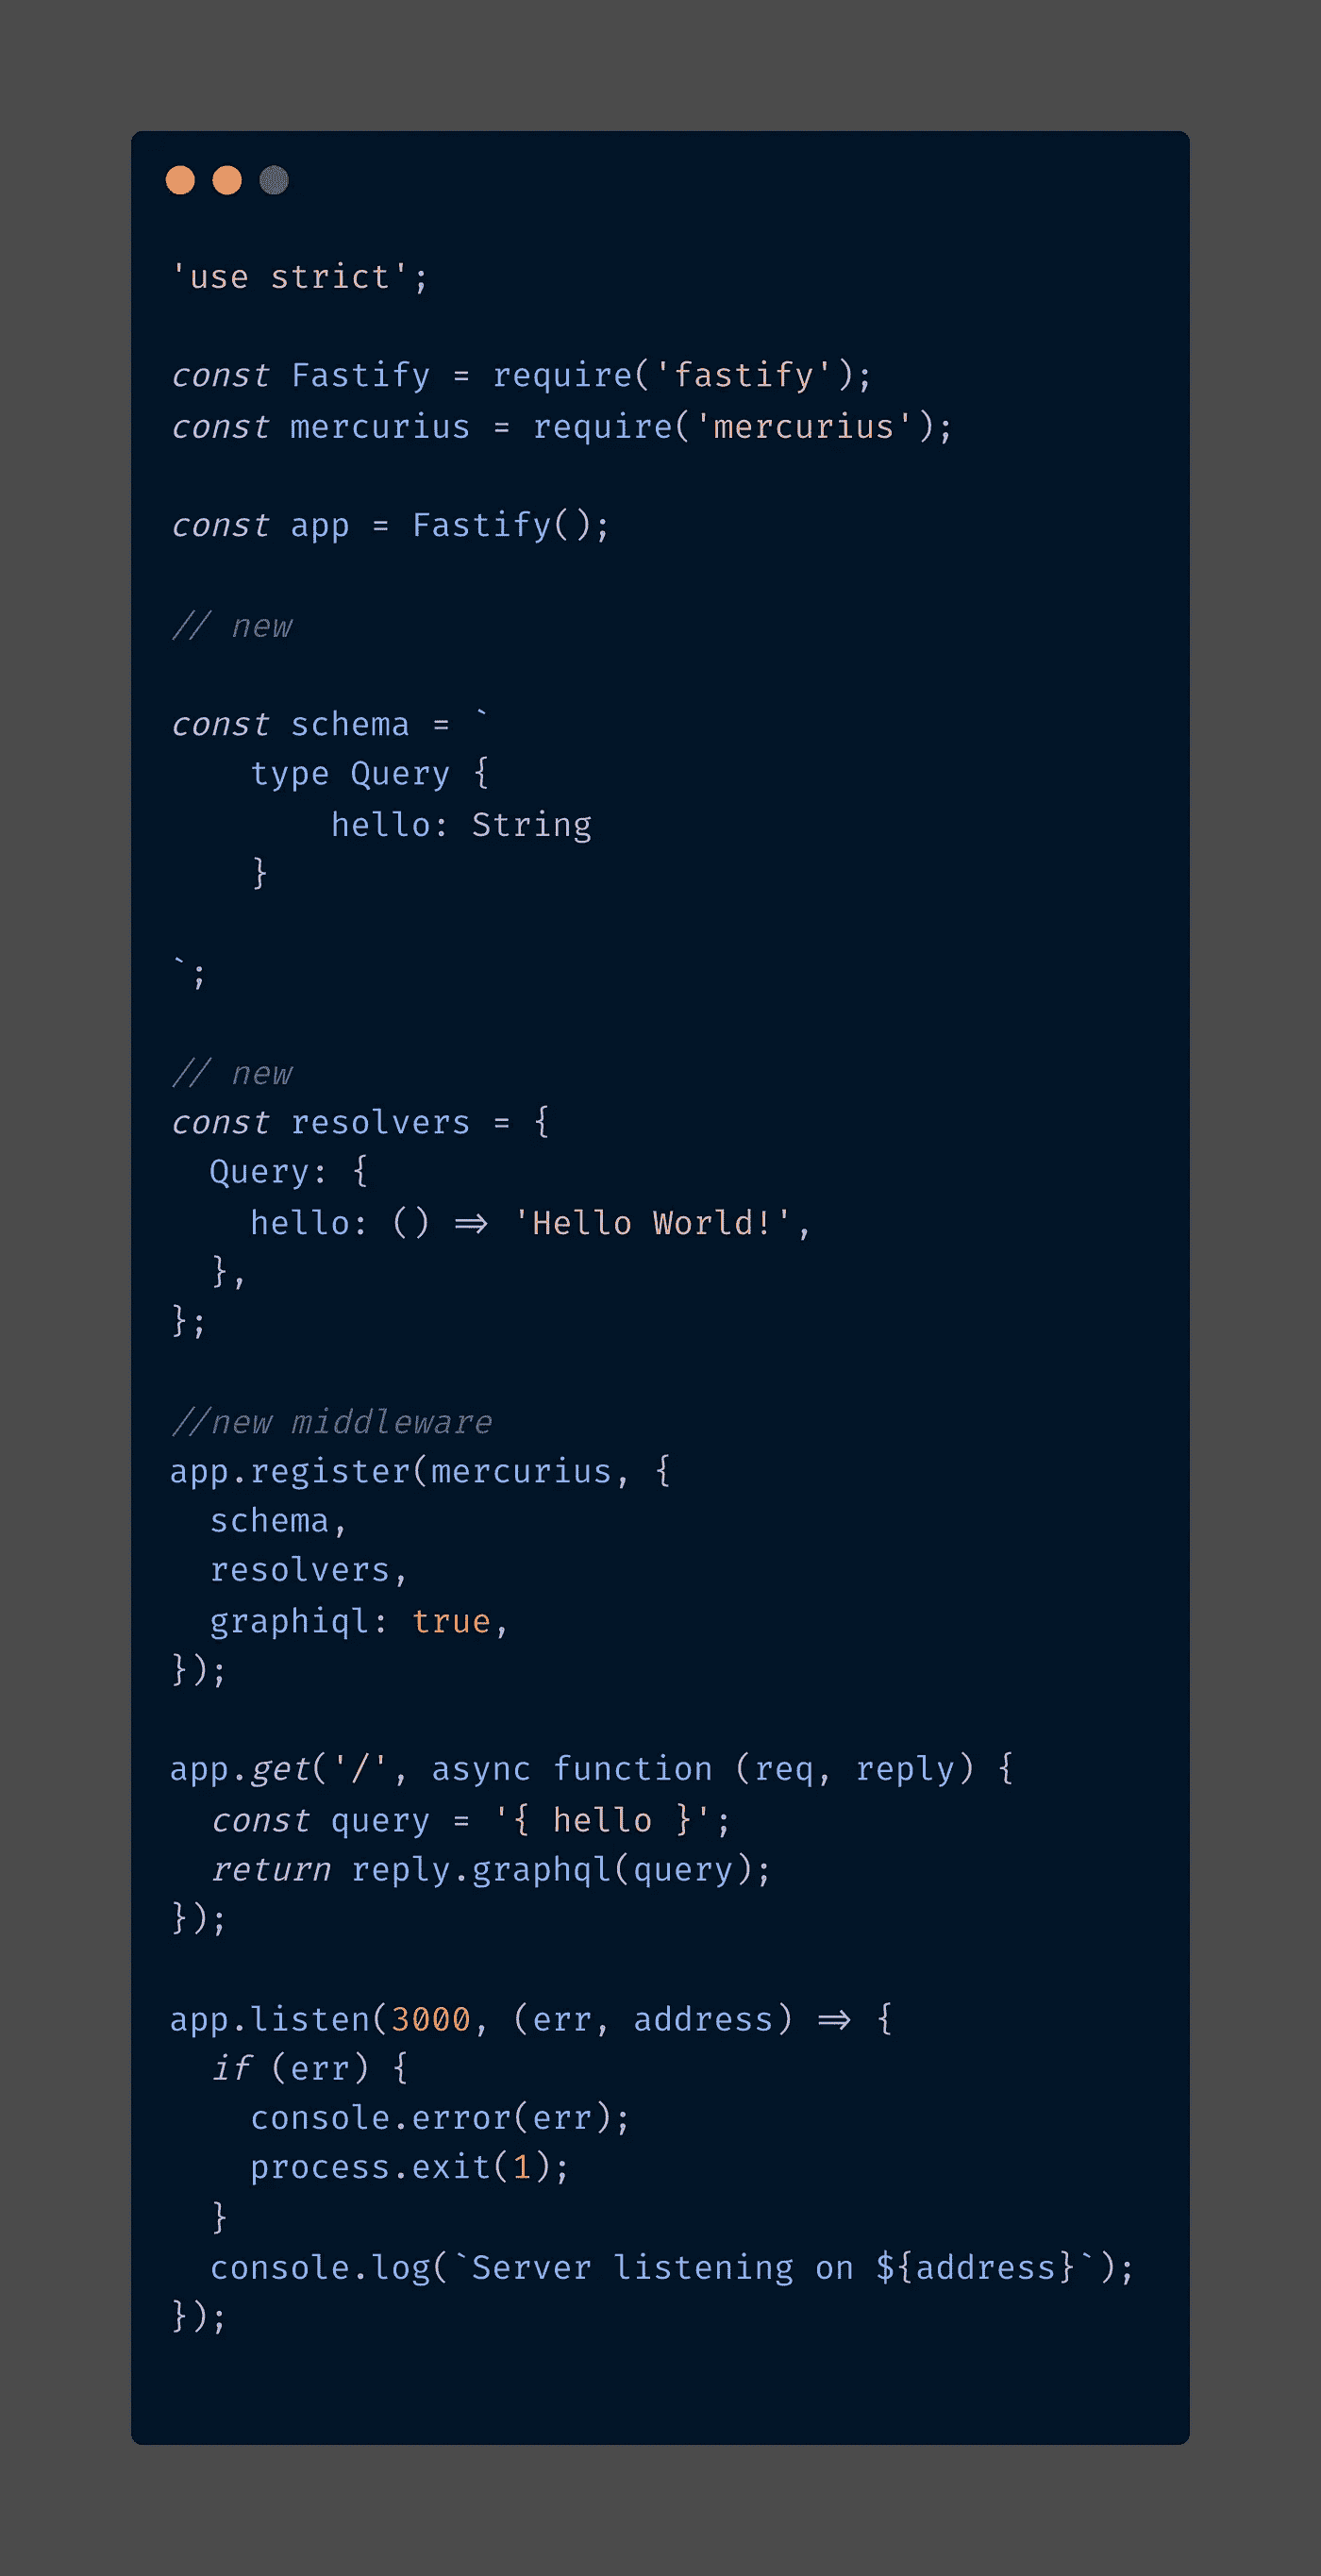 'use strict';
const Fastify = require('fastify');
const mercurius = require('mercurius');
const app = Fastify();
// new
const schema = `
    type Query {
        hello: String
    }
`;
// new
const resolvers = {
  Query: {
    hello: () => 'Hello World!',
  },
};
//new middleware
app.register(mercurius, {
  schema,
  resolvers,
  graphiql: true,
});
app.get('/', async function (req, reply) {
  const query = '{ hello }';
  return reply.graphql(query);
});
app.listen(3000, (err, address) => {
  if (err) {
    console.error(err);
    process.exit(1);
  }
  console.log(`Server listening on ${address}`);
});